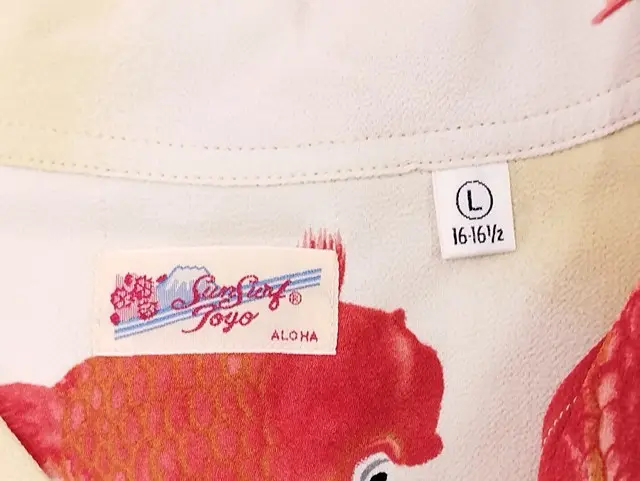 L
16-16½
Sun Surf®
Toyo
ALOHA